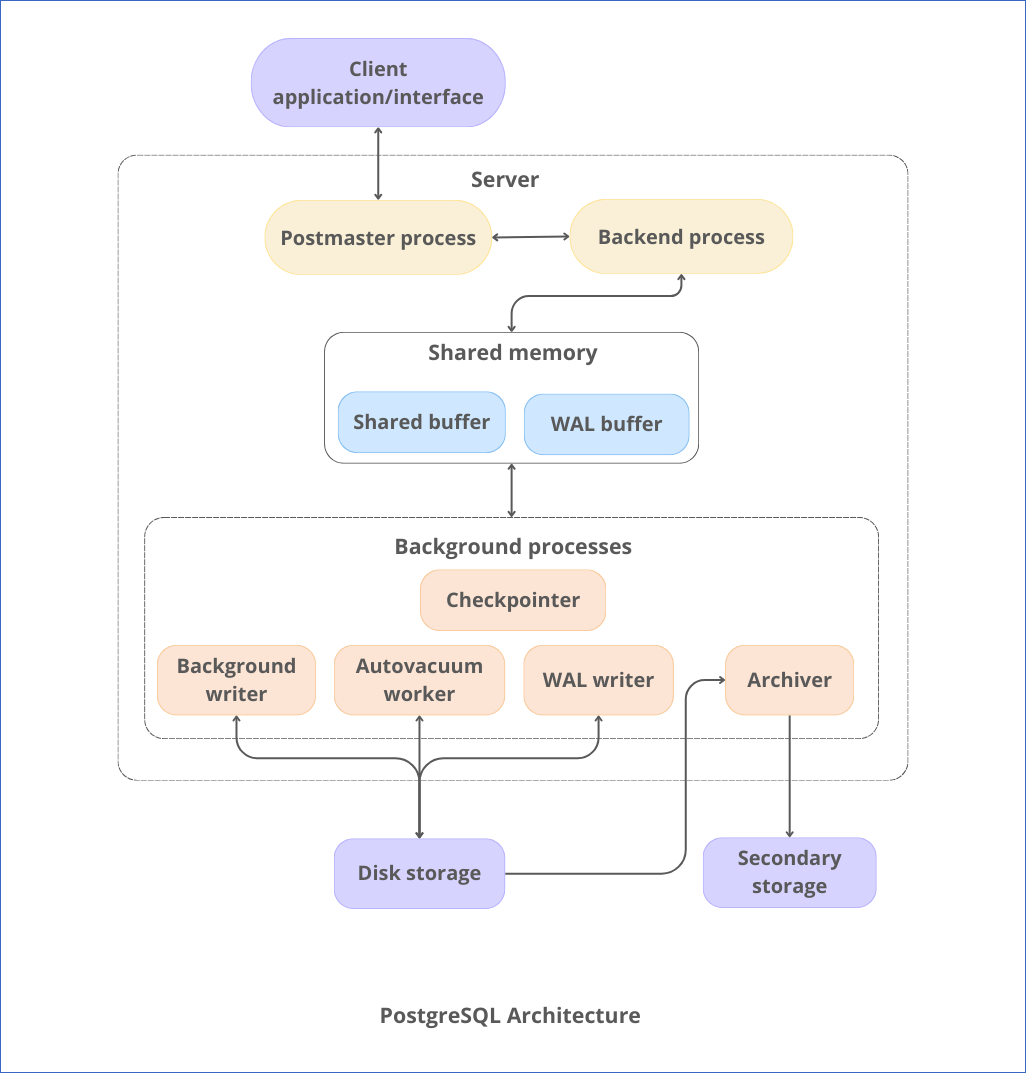 Client
application/interface
Server
Postmaster process
Backend process
Shared memory
Shared buffer
WAL buffer
Background processes
Checkpointer
Background
writer
Autovacuum
worker
WAL writer
Archiver
Disk storage
Secondary
storage
PostgreSQL Architecture